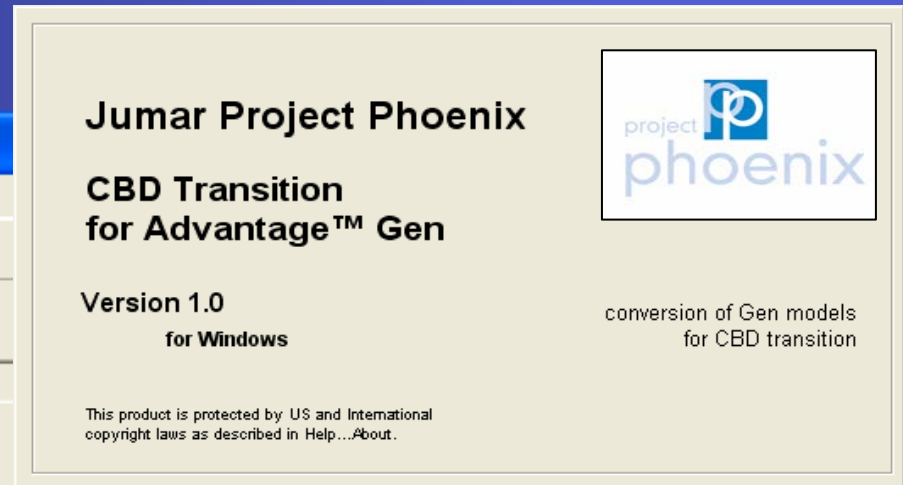 Jumar Project Phoenix
project pp
phoenix
CBD Transition
for Advantage™ Gen
Version 1.0
for Windows
conversion of Gen models
for CBD transition
This product is protected by US and International
copyright laws as described in Help...About.